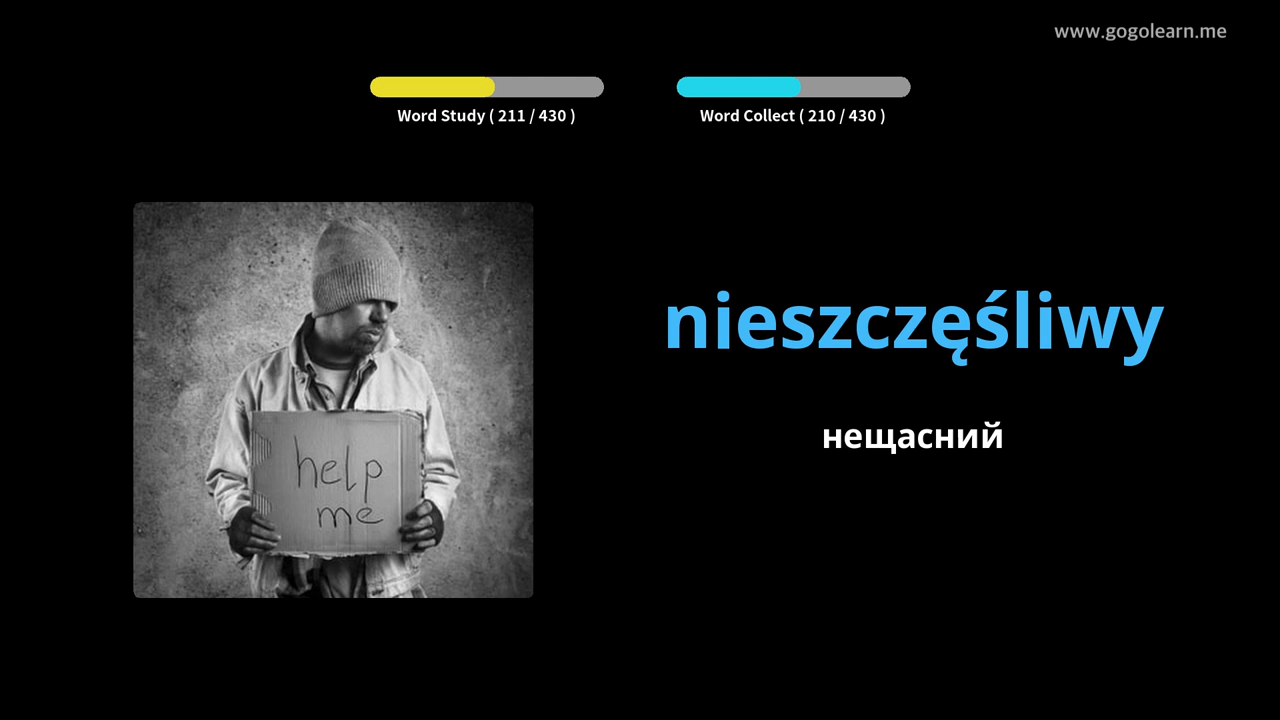 www.gogolearn.me
Word Study ( 211 / 430 )
Word Collect ( 210 / 430 )
nieszczęśliwy
нещасний
help
me